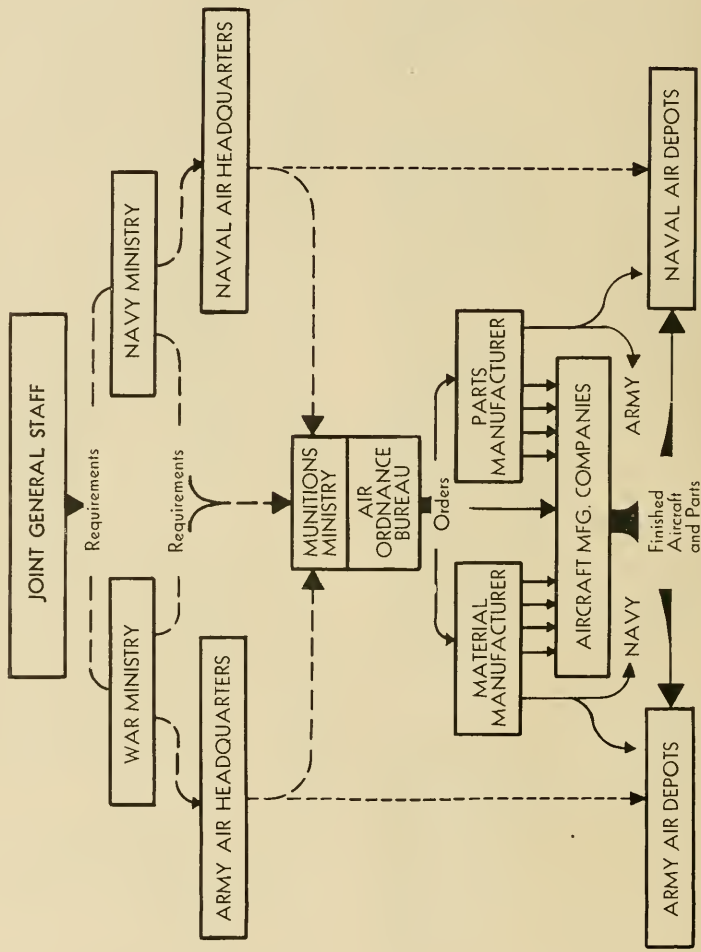 JOINT GENERAL STAFF
Requirements
WAR MINISTRY
NAVY MINISTRY
Requirements
ARMY AIR HEADQUARTERS
NAVAL AIR HEADQUARTERS
MUNITIONS
MINISTRY
AIR
ORDNANCE
BUREAU
Orders
MATERIAL
MANUFACTURER
PARTS
MANUFACTURER
AIRCRAFT MFG. COMPANIES
NAVY
ARMY
Finished
Aircraft
and Parts
ARMY AIR DEPOTS
NAVAL AIR DEPOTS